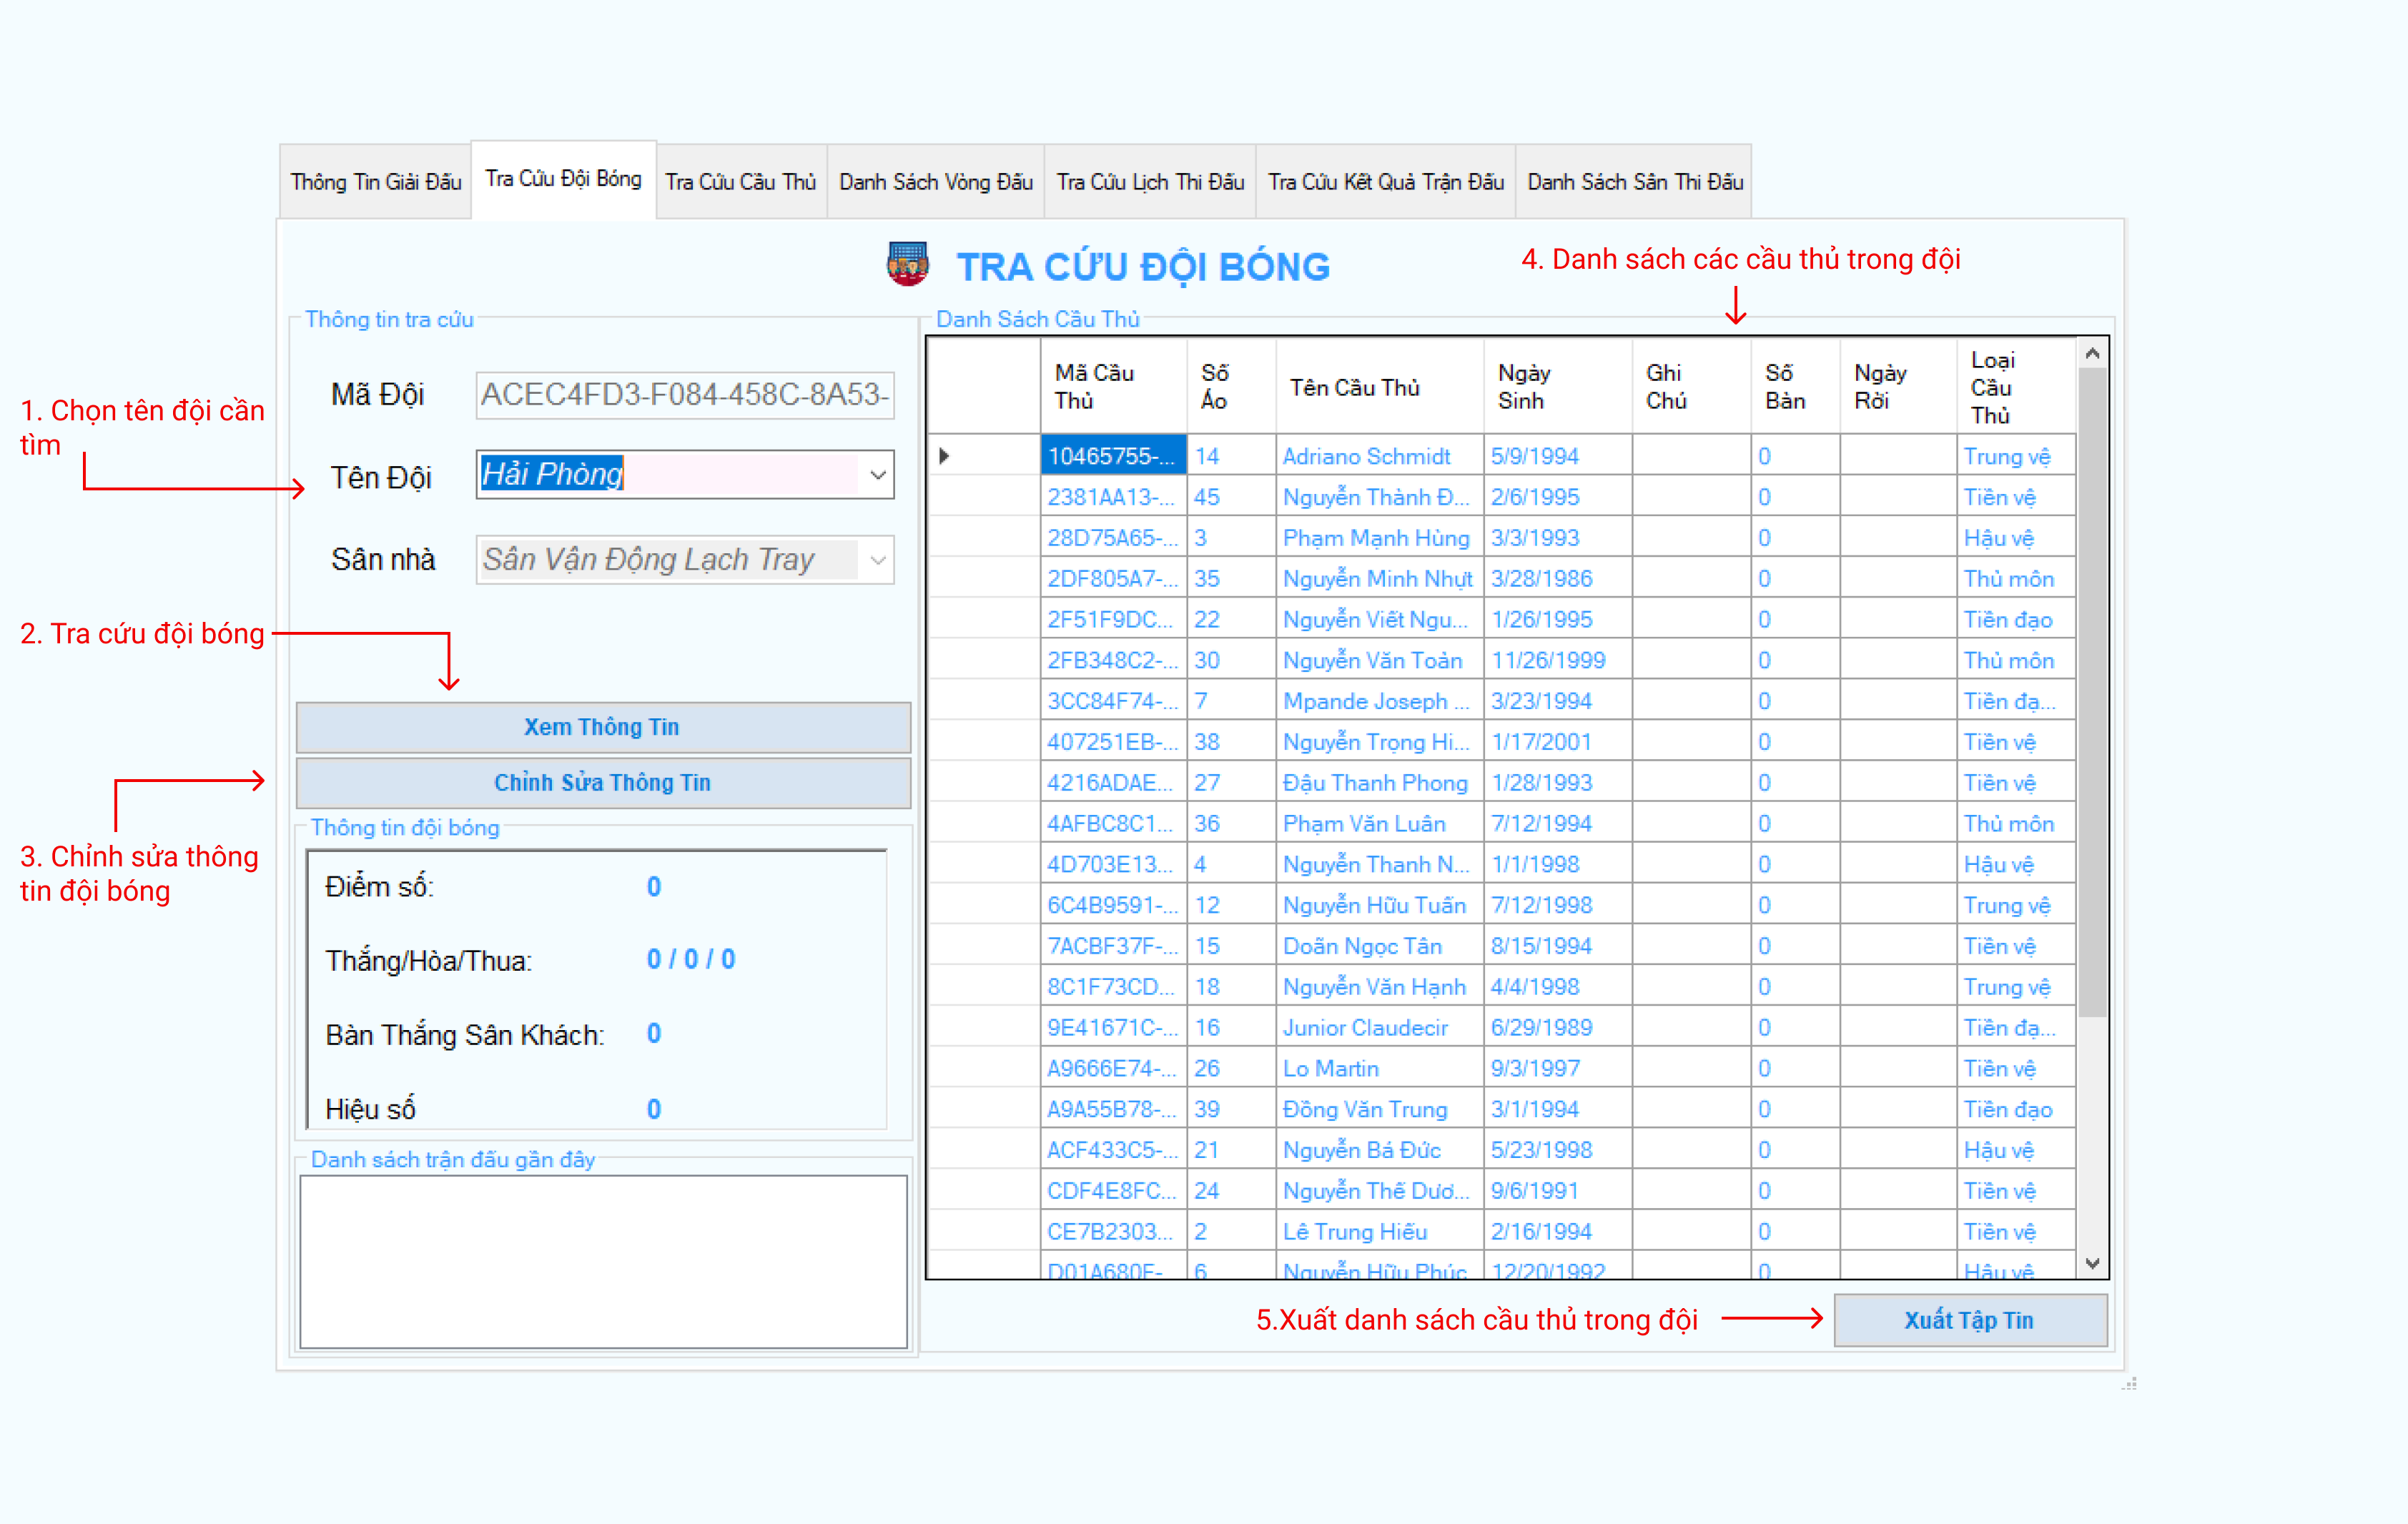 Thông Tin Giải Đấu
Tra Cứu Đội Bóng
Tra Cứu Cầu Thủ
Danh Sách Vòng Đấu
Tra Cứu Lịch Thi Đấu
Tra Cứu Kết Quả Trận Đấu
Danh Sách Sân Thi Đấu
TRA CỨU ĐỘI BÓNG
4. Danh sách các cầu thủ trong đội
Thông tin tra cứu
1. Chọn tên đội cần
tìm
Mã Đội ACEC4FD3-F084-458C-8A53-
Tên Đội Hải Phòng
Sân nhà Sân Vận Động Lạch Tray
2. Tra cứu đội bóng
Xem Thông Tin
Chỉnh Sửa Thông Tin
3. Chỉnh sửa thông
tin đội bóng
Thông tin đội bóng
Điểm số: 0
Thắng/Hòa/Thua: 0 / 0 / 0
Bàn Thắng Sân Khách: 0
Hiệu số 0
Danh sách trận đấu gần đây
Danh Sách Cầu Thủ
Mã Cầu Thủ Số Áo Tên Cầu Thủ Ngày Sinh Ghi Chú Số Bàn Ngày Rời Loại Cầu Thủ
10465755-... 14 Adriano Schmidt 5/9/1994 0 Trung vệ
2381AA13-... 45 Nguyễn Thành Đ... 2/6/1995 0 Tiền vệ
28D75A65-... 3 Phạm Mạnh Hùng 3/3/1993 0 Hậu vệ
2DF805A7-... 35 Nguyễn Minh Nhựt 3/28/1986 0 Thủ môn
2F51F9DC... 22 Nguyễn Viết Ngu... 1/26/1995 0 Tiền đạo
2FB348C2-... 30 Nguyễn Văn Toản 11/26/1999 0 Thủ môn
3CC84F74-... 7 Mpande Joseph ... 3/23/1994 0 Tiền đạ...
407251EB-... 38 Nguyễn Trọng Hi... 1/17/2001 0 Tiền vệ
4216ADAE... 27 Đậu Thanh Phong 1/28/1993 0 Tiền vệ
4AFBC8C1... 36 Phạm Văn Luân 7/12/1994 0 Thủ môn
4D703E13... 4 Nguyễn Thanh N... 1/1/1998 0 Hậu vệ
6C4B9591-... 12 Nguyễn Hữu Tuấn 7/12/1998 0 Trung vệ
7ACBF37F-... 15 Doãn Ngọc Tân 8/15/1994 0 Tiền vệ
8C1F73CD... 18 Nguyễn Văn Hạnh 4/4/1998 0 Trung vệ
9E41671C-... 16 Junior Claudecir 6/29/1989 0 Tiền đạ...
A9666E74-... 26 Lo Martin 9/3/1997 0 Tiền vệ
A9A55B78-... 39 Đồng Văn Trung 3/1/1994 0 Tiền đạo
ACF433C5-... 21 Nguyễn Bá Đức 5/23/1998 0 Hậu vệ
CDF4E8FC... 24 Nguyễn Thế Dươ... 9/6/1991 0 Tiền vệ
CE7B2303... 2 Lê Trung Hiếu 2/16/1994 0 Tiền vệ
D01A680F- 6 Nguyễn Hữu Phúc 12/20/1992 0 Hậu vệ
5.Xuất danh sách cầu thủ trong đội
Xuất Tập Tin